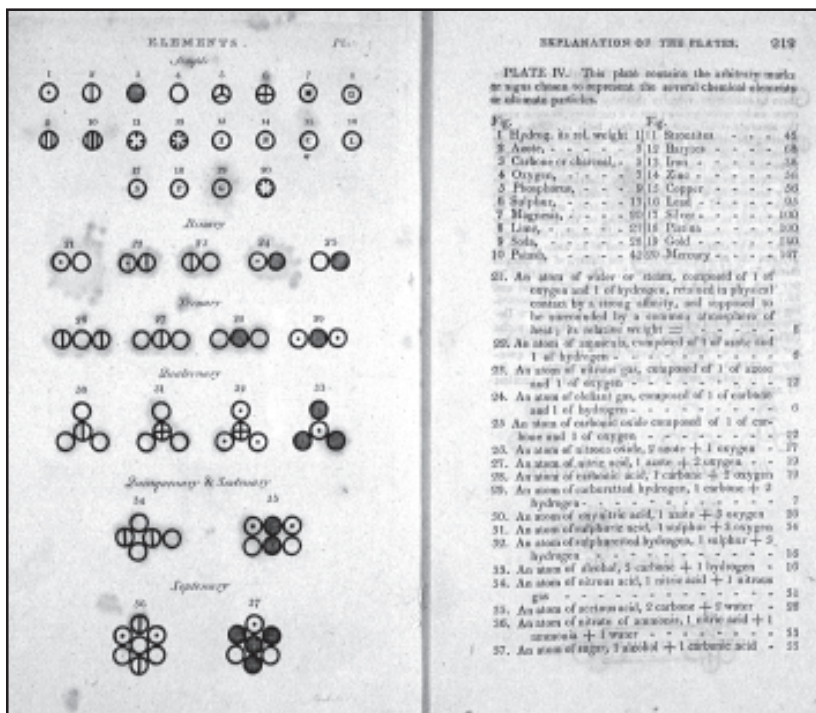 ELEMENTS.
Simple
1 2 3 4 5 6 7 8
9 10 11 12 13 14 15 16
17 18 19 20
Binary
21 22 23 24 25
Ternary
26 27 28 29
Quaternary
30 31 32 33
Quinquenary & Sextenary
34 35
Septenary
36 37
EXPLANATION OF THE PLATES. 219
PLATE IV. This plate contains the arbitrary marks
or signs chosen to represent the several chemical elements
or ultimate particles.
Fig. Fig.
1 Hydrog. its rel. weight 1 11 Strontites - - - - 46
2 Azote, - - - - 5 12 Barytes - - - - 68
3 Carbone or charcoal, - 5 13 Iron - - - - 38
4 Oxygen, - - - - 7 14 Zinc - - - - 56
5 Phosphorus, - - - - 9 15 Copper - - - - 56
6 Sulphur, - - - - 13 16 Lead - - - - 95
7 Magnesia, - - - - 20 17 Silver - - - - 100
8 Lime, - - - - 23 18 Platina - - - - 100
9 Soda, - - - - 28 19 Gold - - - - 140
10 Potash, - - - - 42 20 Mercury - - - - 167
21. An atom of water or steam, composed of 1 of
oxygen and 1 of hydrogen, retained in physical
contact by a strong affinity, and supposed to
be surrounded by a common atmosphere of
heat; its relative weight = - - - - 8
22. An atom of ammonia, composed of 1 of azote and
1 of hydrogen - - - - 6
23. An atom of nitrous gas, composed of 1 of azote
and 1 of oxygen - - - - 12
24. An atom of olefiant gas, composed of 1 of carbone
and 1 of hydrogen - - - - 6
25 An atom of carbonic oxide composed of 1 of car-
bone and 1 of oxygen - - - - 12
26. An atom of nitrous oxide, 2 azote + 1 oxygen - 17
27. An atom of nitric acid, 1 azote + 2 oxygen - - 19
28. An atom of carbonic acid, 1 carbone + 2 oxygen 19
29. An atom of carburetted hydrogen, 1 carbone + 2
hydrogen - - - - 7
30. An atom of oxynitric acid, 1 azote + 3 oxygen 26
31. An atom of sulphuric acid, 1 sulphur + 3 oxygen 34
32. An atom of sulphuretted hydrogen, 1 sulphur + 3
hydrogen - - - - 16
33. An atom of alcohol, 3 carbone + 1 hydrogen - 16
34. An atom of nitrous acid, 1 nitric acid + 1 nitrous
gas - - - - 31
35. An atom of acetous acid, 2 carbone + 2 water - 26
36. An atom of nitrate of ammonia, 1 nitric acid + 1
ammonia + 1 water - - - - 33
37. An atom of sugar, 1 alcohol + 1 carbonic acid - 35